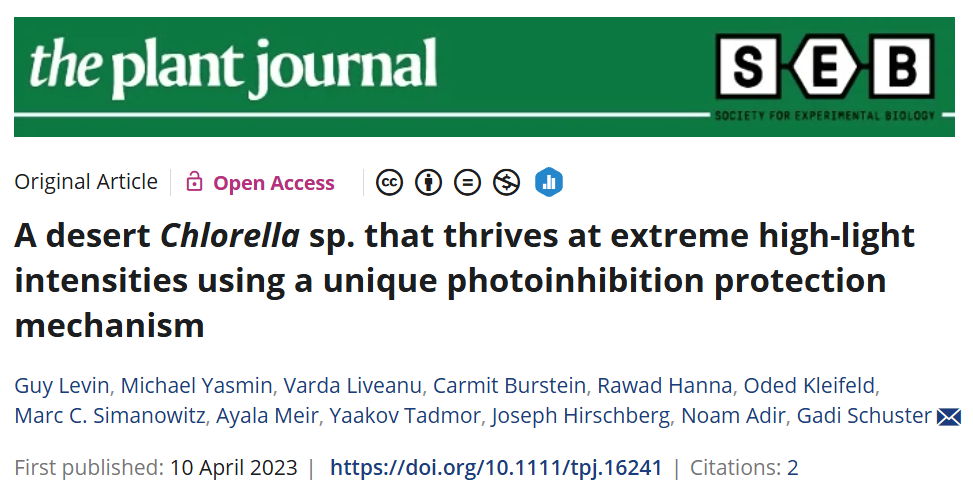 the plant journal
S E B
SOCIETY FOR EXPERIMENTAL BIOLOGY
Original Article | Open Access | cc
A desert Chlorella sp. that thrives at extreme high-light
intensities using a unique photoinhibition protection
mechanism
Guy Levin, Michael Yasmin, Varda Liveanu, Carmit Burstein, Rawad Hanna, Oded Kleifeld,
Marc C. Simanowitz, Ayala Meir, Yaakov Tadmor, Joseph Hirschberg, Noam Adir, Gadi Schuster
First published: 10 April 2023 | https://doi.org/10.1111/tpj.16241 | Citations: 2